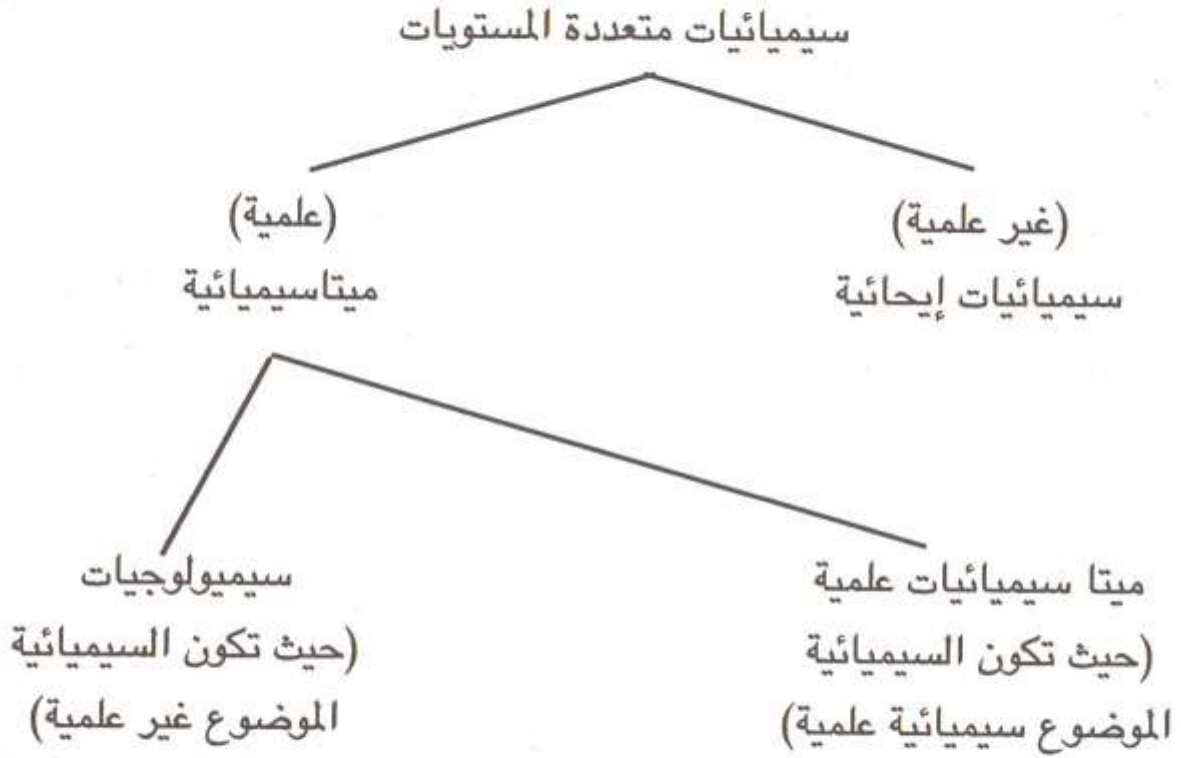 سيميائيات متعددة المستويات
(غير علمية)
سيميائيات إيحائية
(علمية)
ميتاسيميائية
ميتا سيميائيات علمية
(حيث تكون السيميائية
الموضوع سيميائية علمية)
سيميولوجيات
(حيث تكون السيميائية
الموضوع غير علمية)